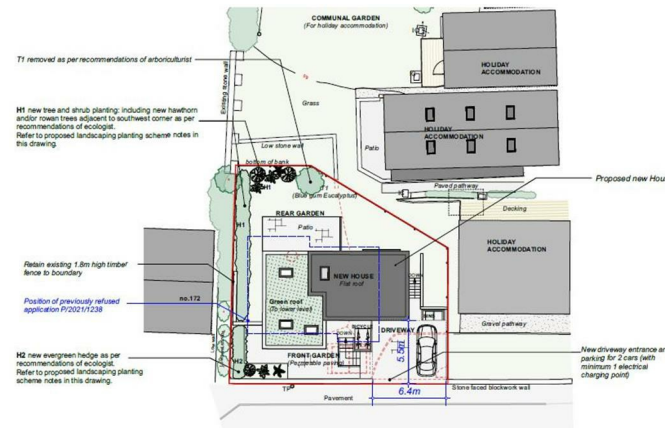 COMMUNAL GARDEN
(For holiday accommodation)
T1 removed as per recommendations of arboriculturist
Existing stone wall
HOLIDAY
ACCOMMODATION
Grass
H1 new tree and shrub planting: including new hawthorn
and/or rowan trees adjacent to southwest corner as per
recommendations of ecologist.
Refer to proposed landscaping planting scheme notes in
this drawing.
Low stone wall
HOLIDAY
ACCOMMODATION
Patio
bottom of bank
H1
T1
(Blue gum Eucalyptus)
Paved pathway
Proposed new Hou
Decking
REAR GARDEN
Patio
H1
HOLIDAY
ACCOMMODATION
Retain existing 1.8m high timber
fence to boundary
NEW HOUSE
Flat roof
no.172
Position of previously refused
application P/2021/1238
Green roof
(To lower level)
Gravel pathway
DRIVEWAY
5.5m
H2 new evergreen hedge as per
recommendations of ecologist.
Refer to proposed landscaping planting
scheme notes in this drawing.
H2
FRONT GARDEN
(Permeable paving)
New driveway entrance an
parking for 2 cars (with
minimum 1 electrical
charging point)
TP
6.4m
Stone faced blockwork wall
Pavement